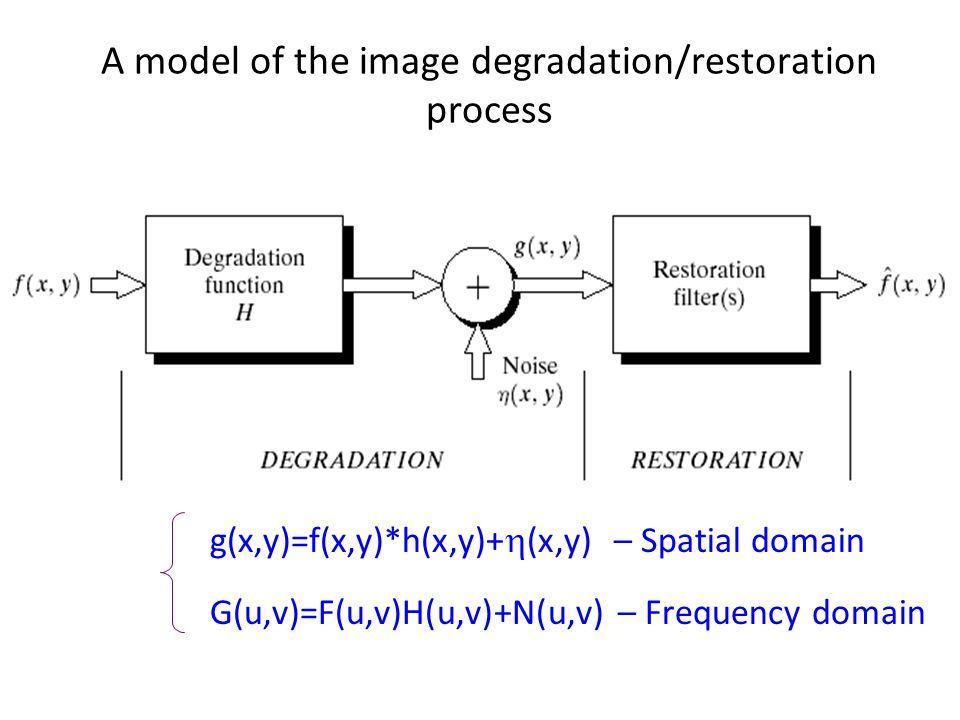 A model of the image degradation/restoration
process
f(x, y)
Degradation
function
H
+
g(x, y)
Noise
η(x, y)
Restoration
filter(s)
f̂(x, y)
DEGRADATION
RESTORATION
g(x,y)=f(x,y)*h(x,y)+η(x,y) – Spatial domain
G(u,v)=F(u,v)H(u,v)+N(u,v) – Frequency domain